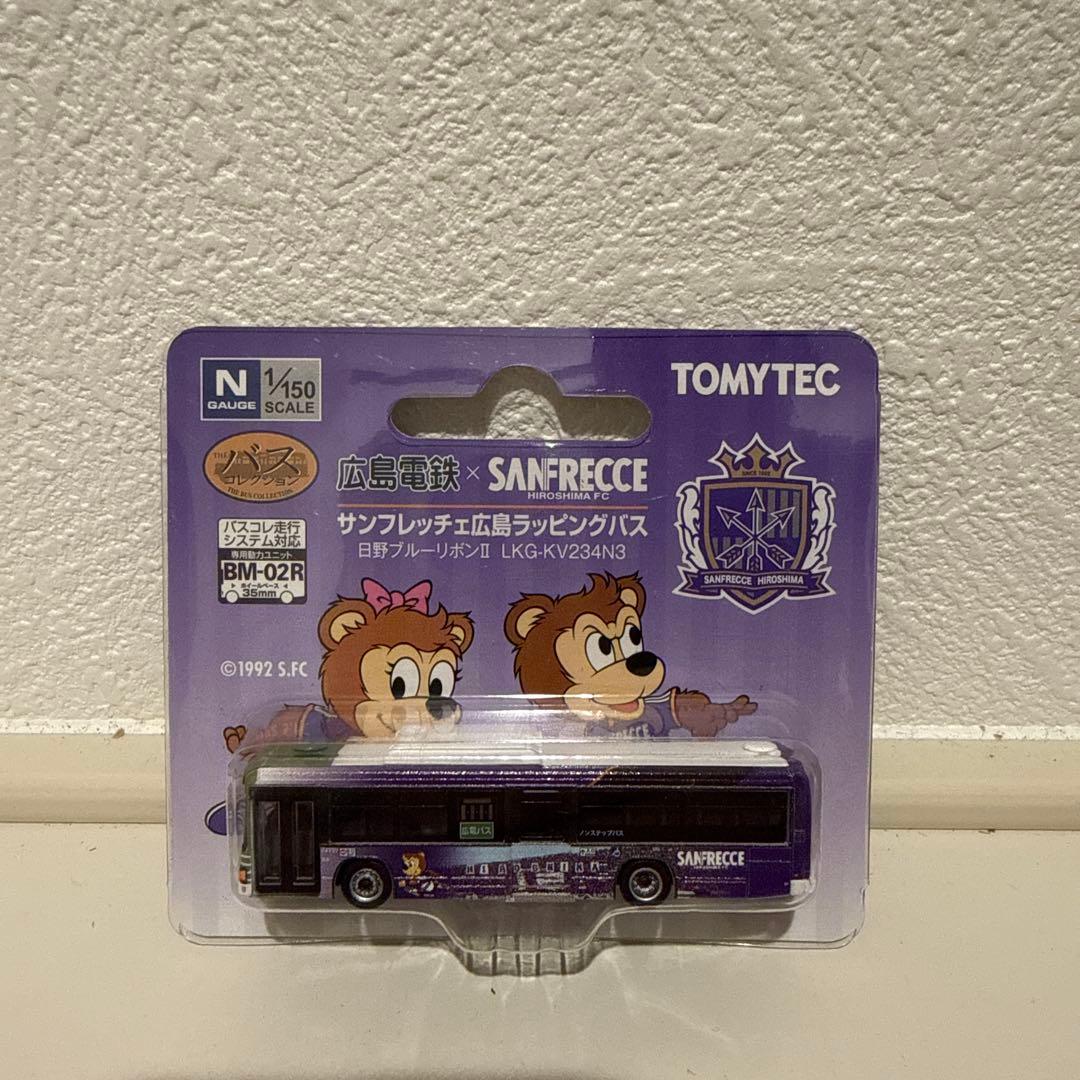 N
GAUGE
1/150
SCALE
TOMYTEC
THE
バス
コレクション
THE BUS COLLECTION
広島電鉄×SANFRECCE
HIROSHIMA FC
サンフレッチェ広島ラッピングバス
日野ブルーリボンⅡ LKG-KV234N3
バスコレ走行
システム対応
専用動力ユニット
BM-02R
ホイールベース
35mm
SINCE 1992
SANFRECCE HIROSHIMA
©1992 S.FC
広電バス
ノンステップバス
HIROSHIMA
SANFRECCE
HIROSHIMA FC